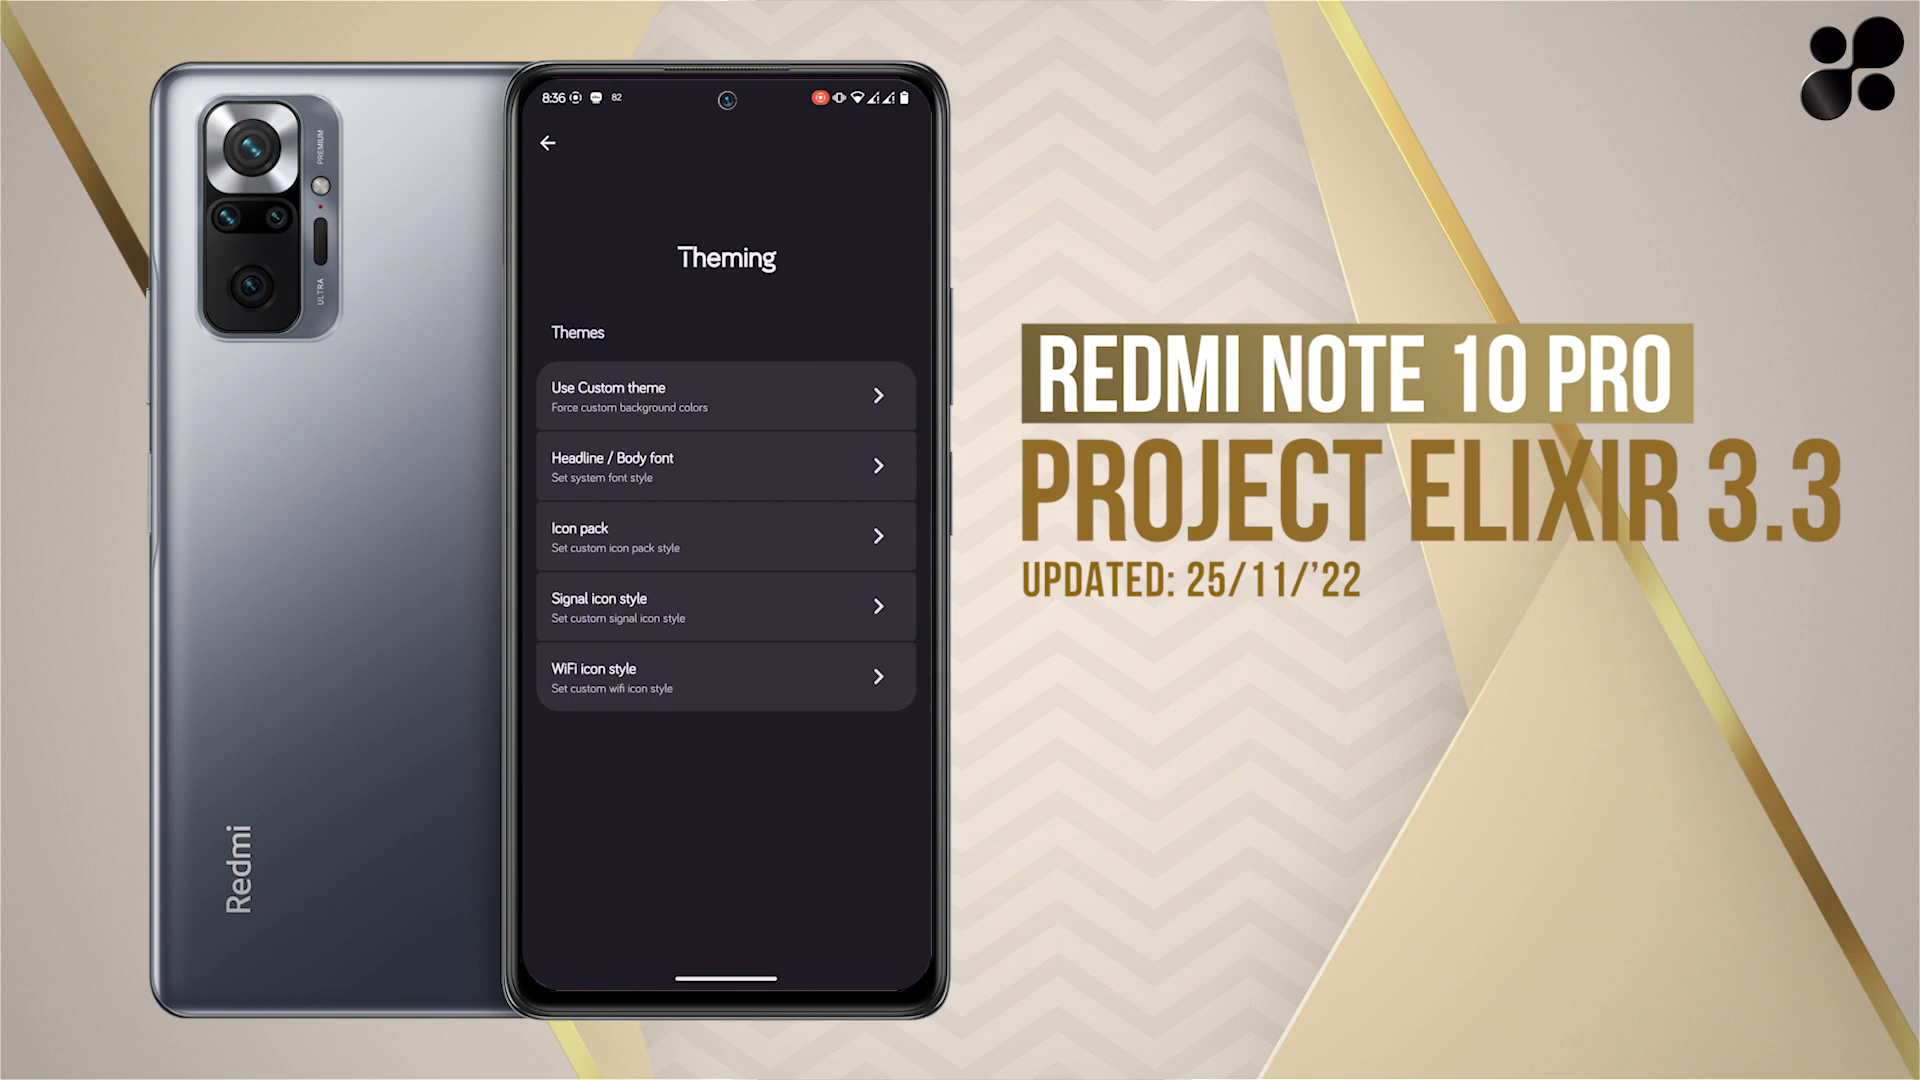 PREMIUM
ULTRA
Redmi
8:36 82
Theming
Themes
Use Custom theme
Force custom background colors
Headline / Body font
Set system font style
Icon pack
Set custom icon pack style
Signal icon style
Set custom signal icon style
WiFi icon style
Set custom wifi icon style
REDMI NOTE 10 PRO
PROJECT ELIXIR 3.3
UPDATED: 25/11/'22